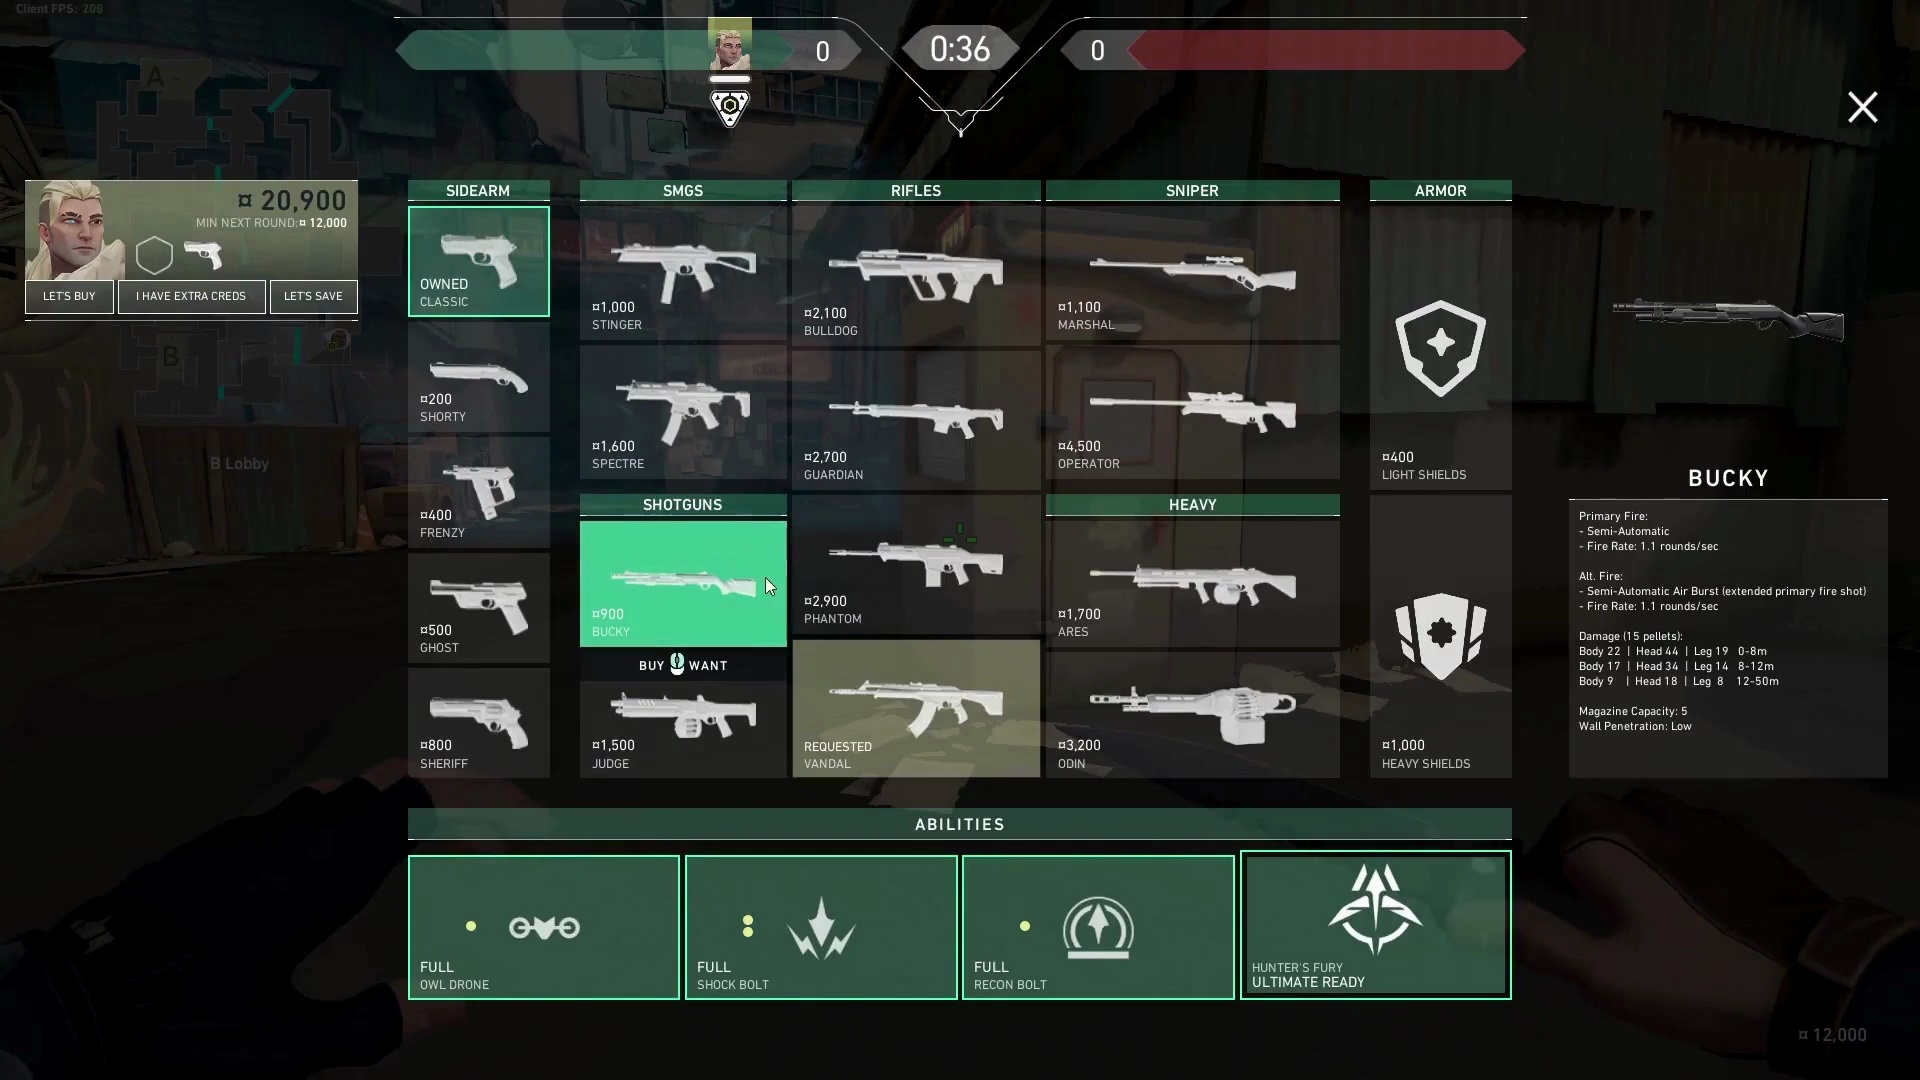 Client FPS: 200
0
0:36
0
A
¤ 20,900
MIN NEXT ROUND: ¤ 12,000
LET'S BUY
I HAVE EXTRA CREDS
LET'S SAVE
B
B Lobby
SIDEARM
OWNED
CLASSIC
¤200
SHORTY
¤400
FRENZY
¤500
GHOST
¤800
SHERIFF
SMGS
¤1,000
STINGER
¤1,600
SPECTRE
SHOTGUNS
¤900
BUCKY
BUY WANT
¤1,500
JUDGE
RIFLES
¤2,100
BULLDOG
¤2,700
GUARDIAN
¤2,900
PHANTOM
REQUESTED
VANDAL
SNIPER
¤1,100
MARSHAL
¤4,500
OPERATOR
HEAVY
¤1,700
ARES
¤3,200
ODIN
ARMOR
¤400
LIGHT SHIELDS
¤1,000
HEAVY SHIELDS
BUCKY
Primary Fire:
- Semi-Automatic
- Fire Rate: 1.1 rounds/sec
Alt. Fire:
- Semi-Automatic Air Burst (extended primary fire shot)
- Fire Rate: 1.1 rounds/sec
Damage (15 pellets):
Body 22 | Head 44 | Leg 19 0-8m
Body 17 | Head 34 | Leg 14 8-12m
Body 9 | Head 18 | Leg 8 12-50m
Magazine Capacity: 5
Wall Penetration: Low
ABILITIES
FULL
OWL DRONE
FULL
SHOCK BOLT
FULL
RECON BOLT
HUNTER'S FURY
ULTIMATE READY
¤ 12,000